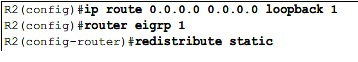 R2(config)#ip route 0.0.0.0 0.0.0.0 loopback 1
R2(config)#router eigrp 1
R2(config-router)#redistribute static